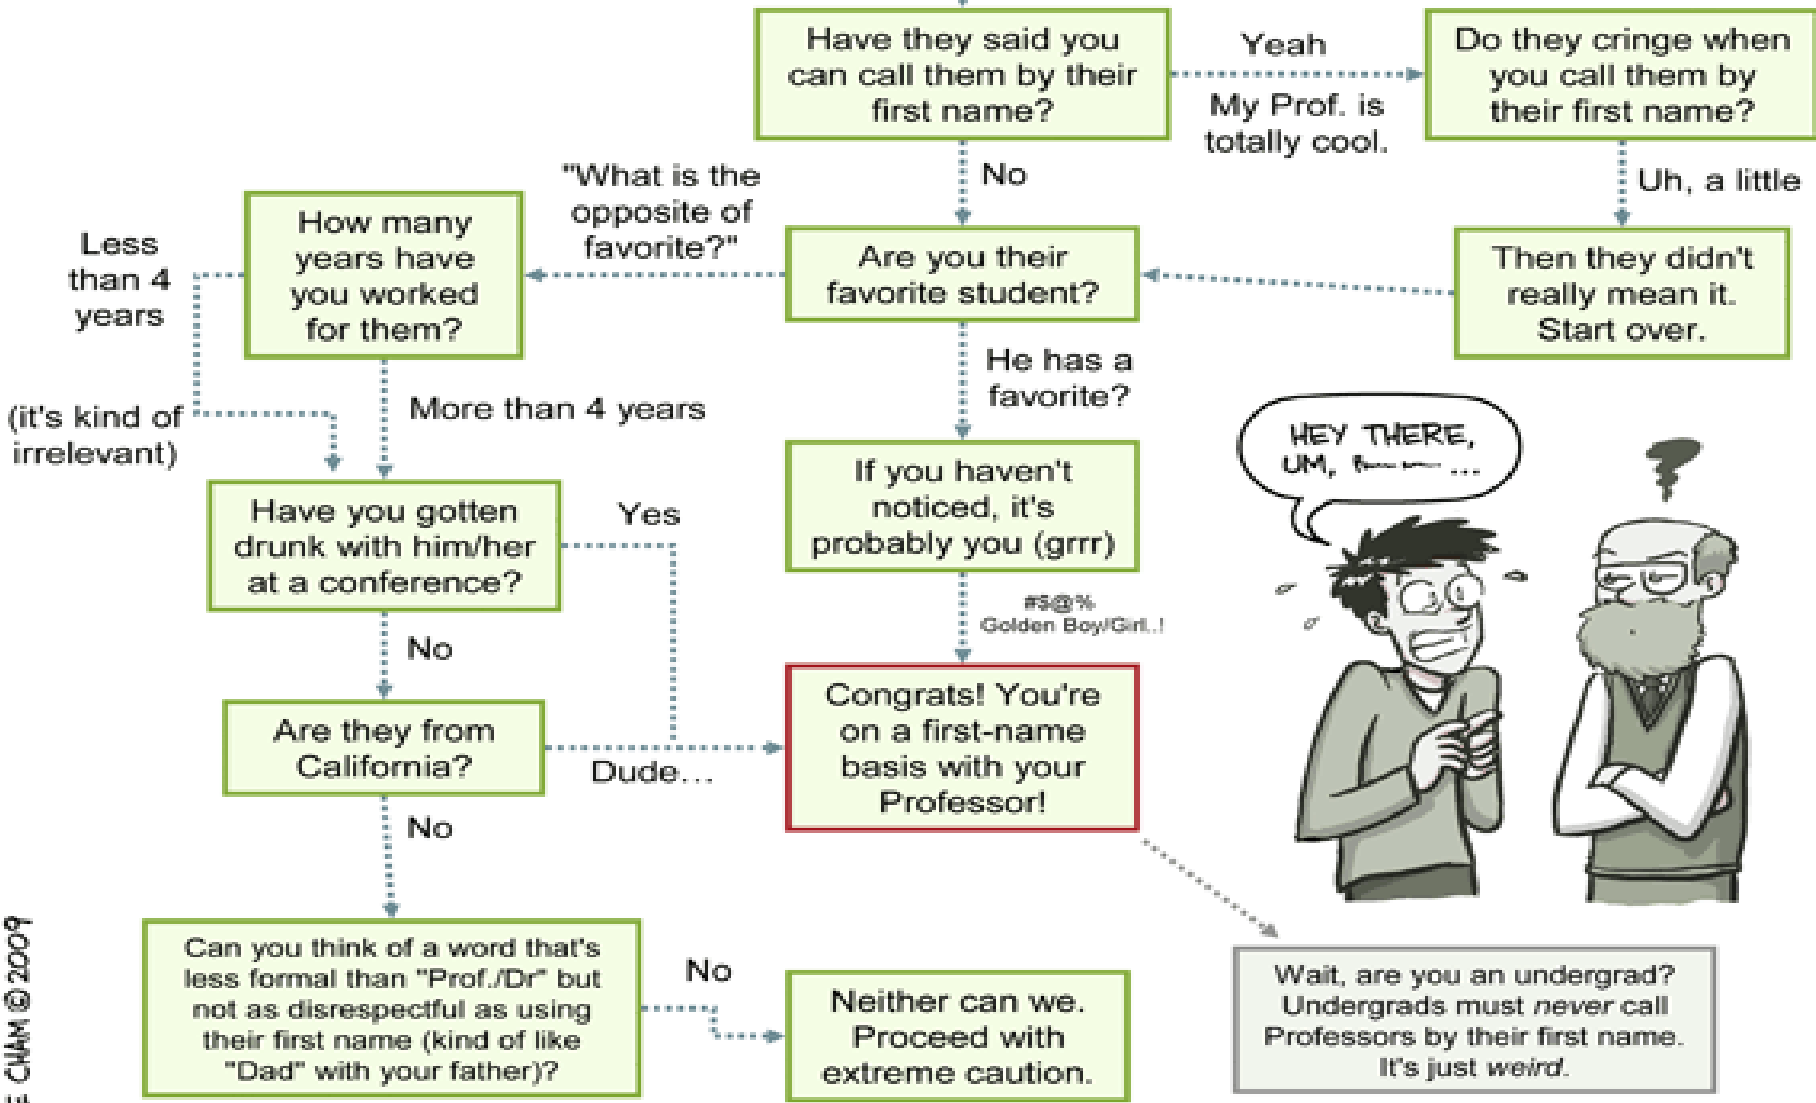 Have they said you
can call them by their
first name?
Yeah
My Prof. is
totally cool.
Do they cringe when
you call them by
their first name?
No
Uh, a little
"What is the
opposite of
favorite?"
How many
years have
you worked
for them?
Less
than 4
years
Are you their
favorite student?
Then they didn't
really mean it.
Start over.
He has a
favorite?
More than 4 years
(it's kind of
irrelevant)
HEY THERE,
UM, ...
If you haven't
noticed, it's
probably you (grrr)
Have you gotten
drunk with him/her
at a conference?
Yes
#$@%
Golden Boy/Girl..!
No
Congrats! You're
on a first-name
basis with your
Professor!
Are they from
California?
Dude...
No
Can you think of a word that's
less formal than "Prof./Dr" but
not as disrespectful as using
their first name (kind of like
"Dad" with your father)?
No
Neither can we.
Proceed with
extreme caution.
Wait, are you an undergrad?
Undergrads must never call
Professors by their first name.
It's just weird.
CHAM © 2009